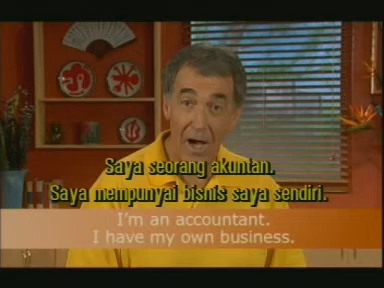 Saya seorang akuntan.
Saya mempunyai bisnis saya sendiri.
I'm an accountant.
I have my own business.